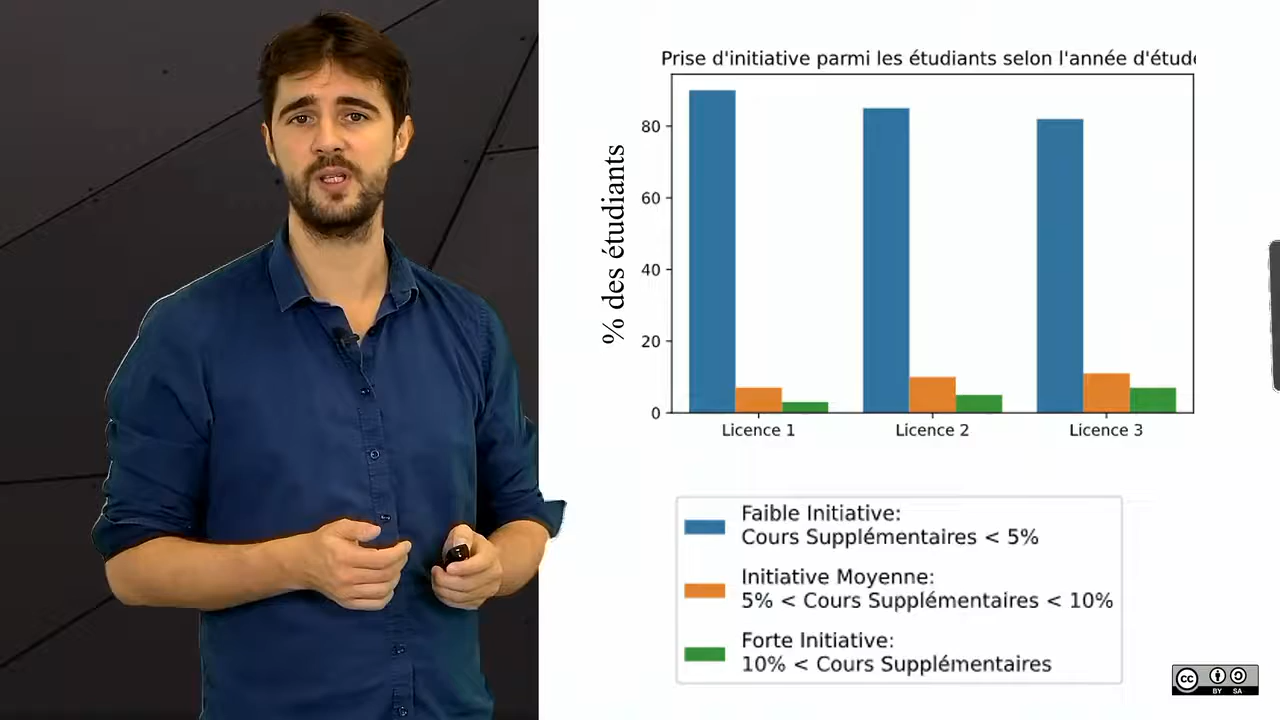 Prise d'initiative parmi les étudiants selon l'année d'étude
% des étudiants
80
60
40
20
0
Licence 1
Licence 2
Licence 3
Faible Initiative:
Cours Supplémentaires < 5%
Initiative Moyenne:
5% < Cours Supplémentaires < 10%
Forte Initiative:
10% < Cours Supplémentaires
cc
BY SA